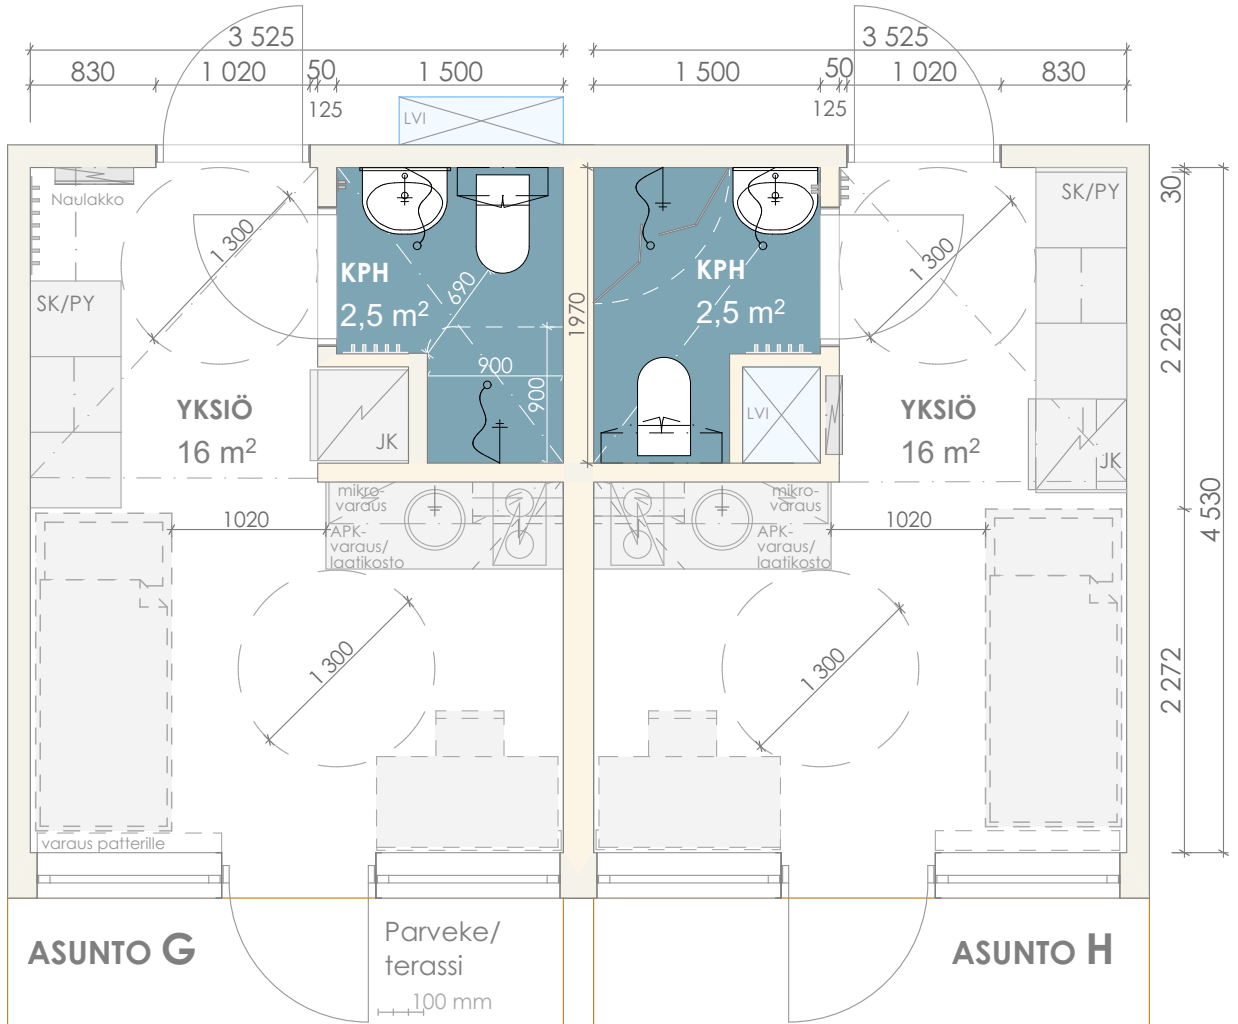 3 525
3 525
830
1 020
50
1 500
1 500
50
1 020
830
125
125
LVI
Naulakko
SK/PY
1 300
KPH
2,5 m²
690
900
900
1970
KPH
2,5 m²
1 300
SK/PY
30
2 228
YKSIÖ
16 m²
JK
LVI
YKSIÖ
16 m²
JK
4 530
mikro-
varaus
APK-
varaus/
laatikosto
1020
mikro-
varaus
APK-
varaus/
laatikosto
1020
1 300
1 300
2 272
varaus patterille
ASUNTO G
Parveke/
terassi
100 mm
ASUNTO H